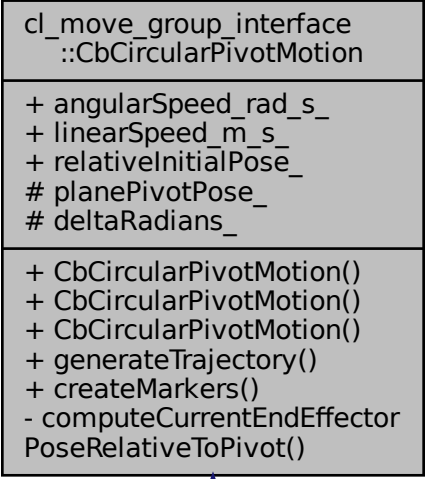 cl_move_group_interface
::CbCircularPivotMotion
+ angularSpeed_rad_s_
+ linearSpeed_m_s_
+ relativeInitialPose_
# planePivotPose_
# deltaRadians_
+ CbCircularPivotMotion()
+ CbCircularPivotMotion()
+ CbCircularPivotMotion()
+ generateTrajectory()
+ createMarkers()
- computeCurrentEndEffector
PoseRelativeToPivot()